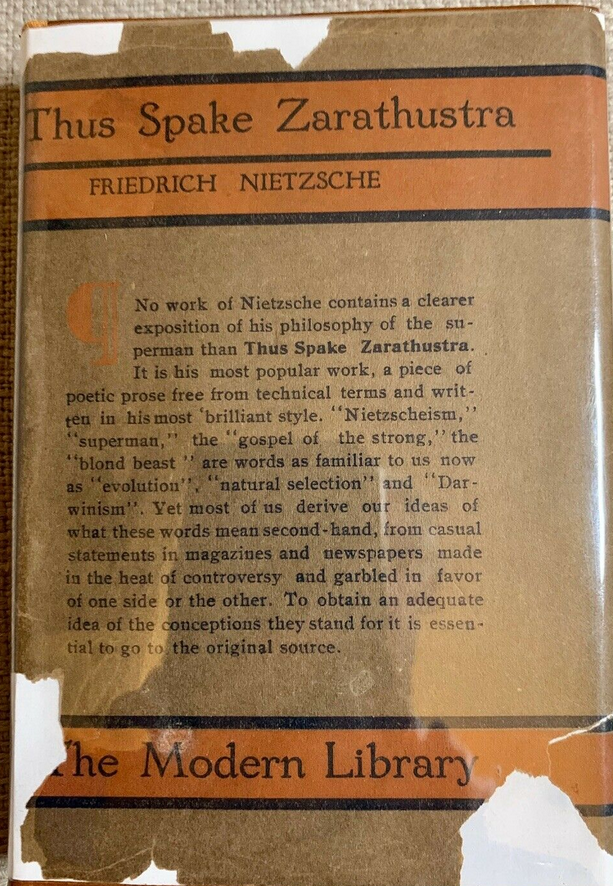 Thus Spake Zarathustra
FRIEDRICH NIETZSCHE
¶ No work of Nietzsche contains a clearer
exposition of his philosophy of the su-
perman than Thus Spake Zarathustra.
It is his most popular work, a piece of
poetic prose free from technical terms and writ-
ten in his most 'brilliant style. "Nietzscheism,"
"superman," the "gospel of the strong," the
"blond beast" are words as familiar to us now
as "evolution", "natural selection" and "Dar-
winism". Yet most of us derive our ideas of
what these words mean second-hand, from casual
statements in magazines and newspapers made
in the heat of controversy and garbled in favor
of one side or the other. To obtain an adequate
idea of the conceptions they stand for it is essen-
tial to go to the original source.
The Modern Library